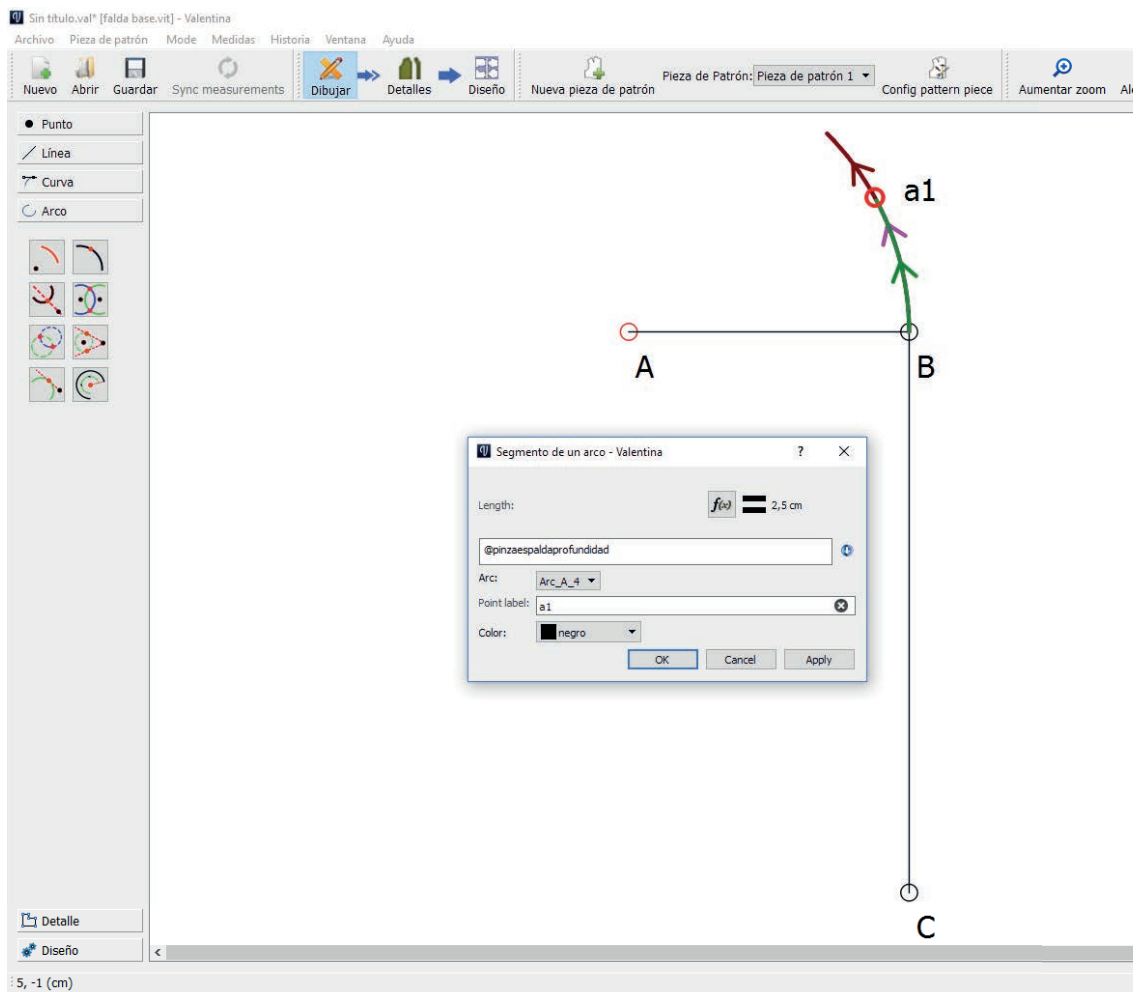 Sin título.val* [falda base.vit] - Valentina
Archivo Pieza de patrón Mode Medidas Historia Ventana Ayuda
Nuevo Abrir Guardar Sync measurements Dibujar Detalles Diseño Nueva pieza de patrón Pieza de Patrón: Pieza de patrón 1 Config pattern piece Aumentar zoom
Punto
Línea
Curva
Arco
a1
A
B
Segmento de un arco - Valentina ?
Length: f(x) 2,5 cm
@pinzaespaldaprofundidad
Arc: Arc_A_4
Point label: a1
Color: negro
OK Cancel Apply
C
Detalle
Diseño
5, -1 (cm)